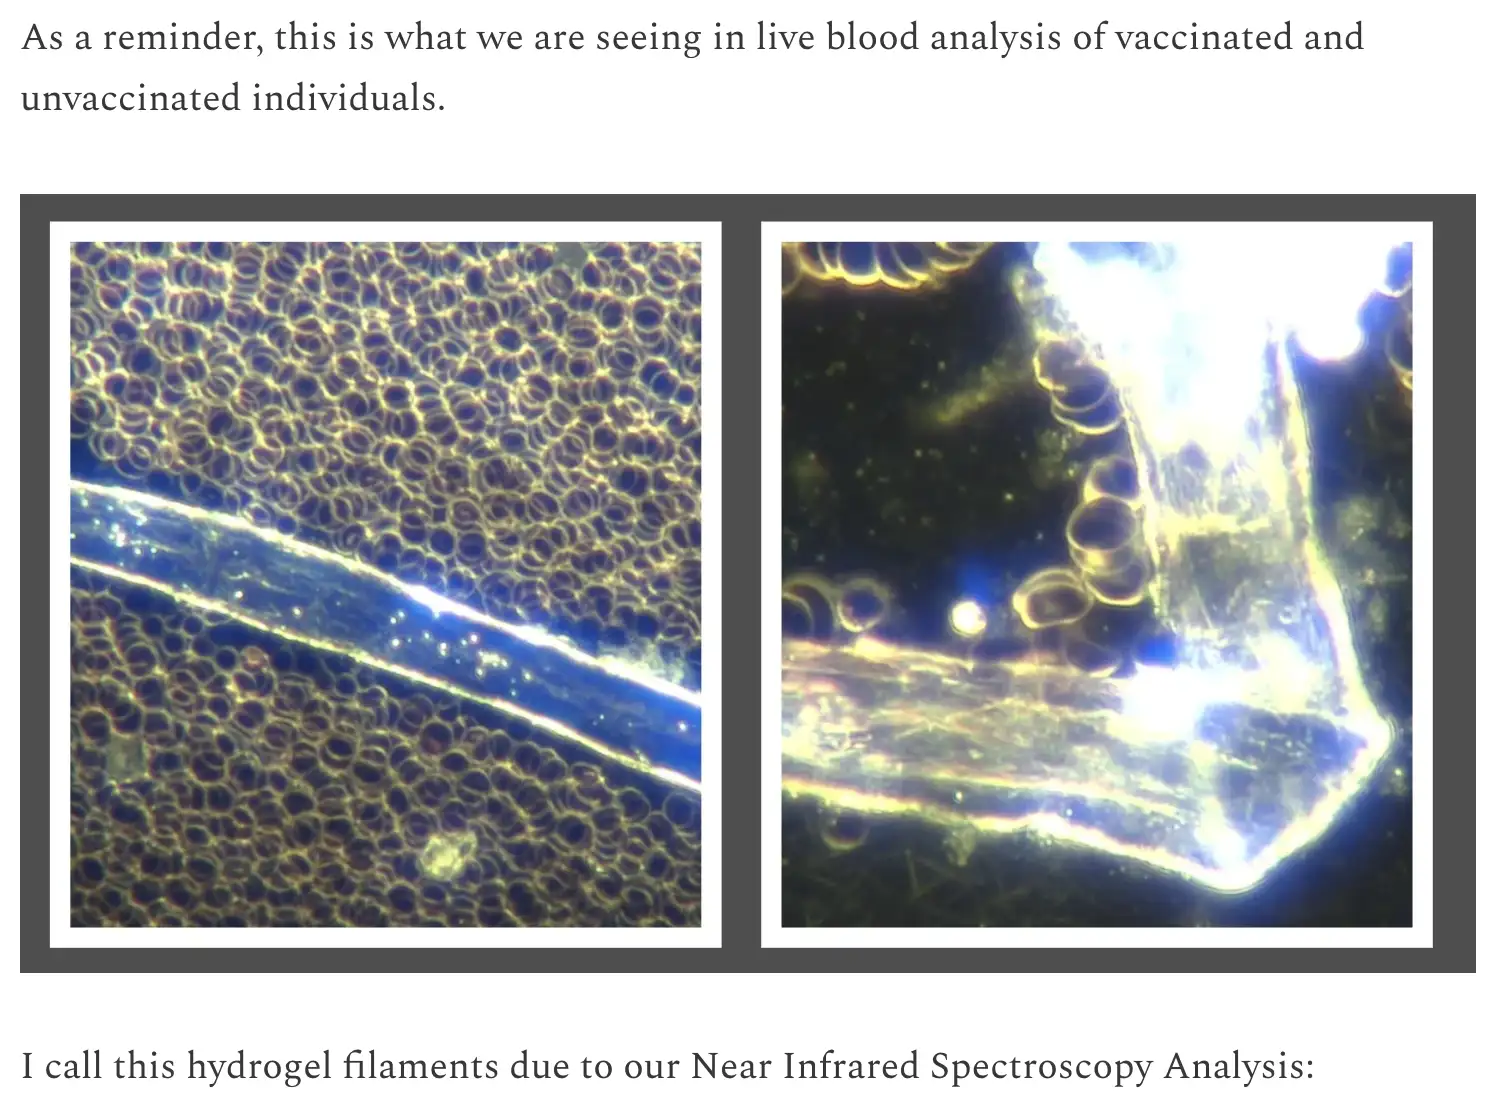 As a reminder, this is what we are seeing in live blood analysis of vaccinated and
unvaccinated individuals.
I call this hydrogel filaments due to our Near Infrared Spectroscopy Analysis: